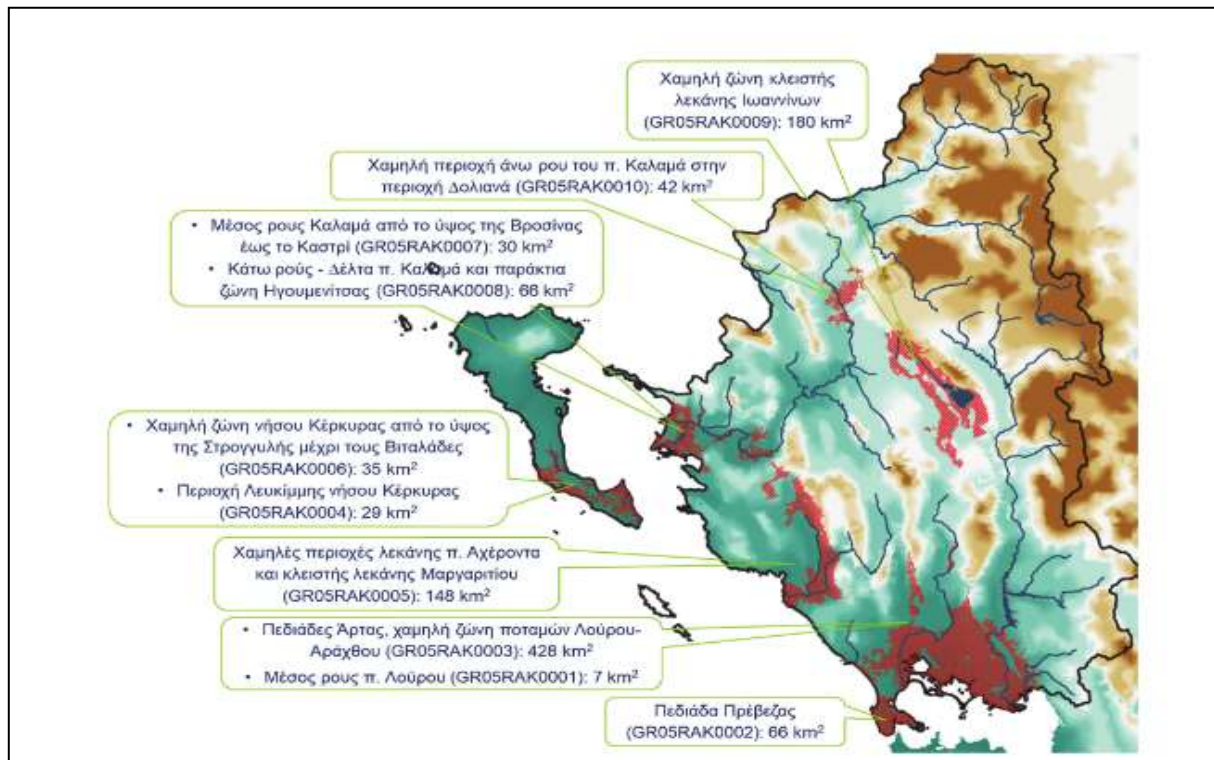 Χαμηλή ζώνη κλειστής
λεκάνης Ιωαννίνων
(GR05RAK0009): 180 km²
Χαμηλή περιοχή άνω ρου του π. Καλαμά στην
περιοχή Δολιανά (GR05RAK0010): 42 km²
• Μέσος ρους Καλαμά από το ύψος της Βροσίνας
έως το Καστρί (GR05RAK0007): 30 km²
• Κάτω ρούς - Δέλτα π. Καλαμά και παράκτια
ζώνη Ηγουμενίτσας (GR05RAK0008): 66 km²
• Χαμηλή ζώνη νήσου Κέρκυρας από το ύψος
της Στρογγυλής μέχρι τους Βιταλάδες
(GR05RAK0006): 35 km²
• Περιοχή Λευκίμμης νήσου Κέρκυρας
(GR05RAK0004): 29 km²
Χαμηλές περιοχές λεκάνης π. Αχέροντα
και κλειστής λεκάνης Μαργαριτίου
(GR05RAK0005): 148 km²
• Πεδιάδες Άρτας, χαμηλή ζώνη ποταμών Λούρου-
Αράχθου (GR05RAK0003): 428 km²
• Μέσος ρους π. Λούρου (GR05RAK0001): 7 km²
Πεδιάδα Πρέβεζας
(GR05RAK0002): 66 km²